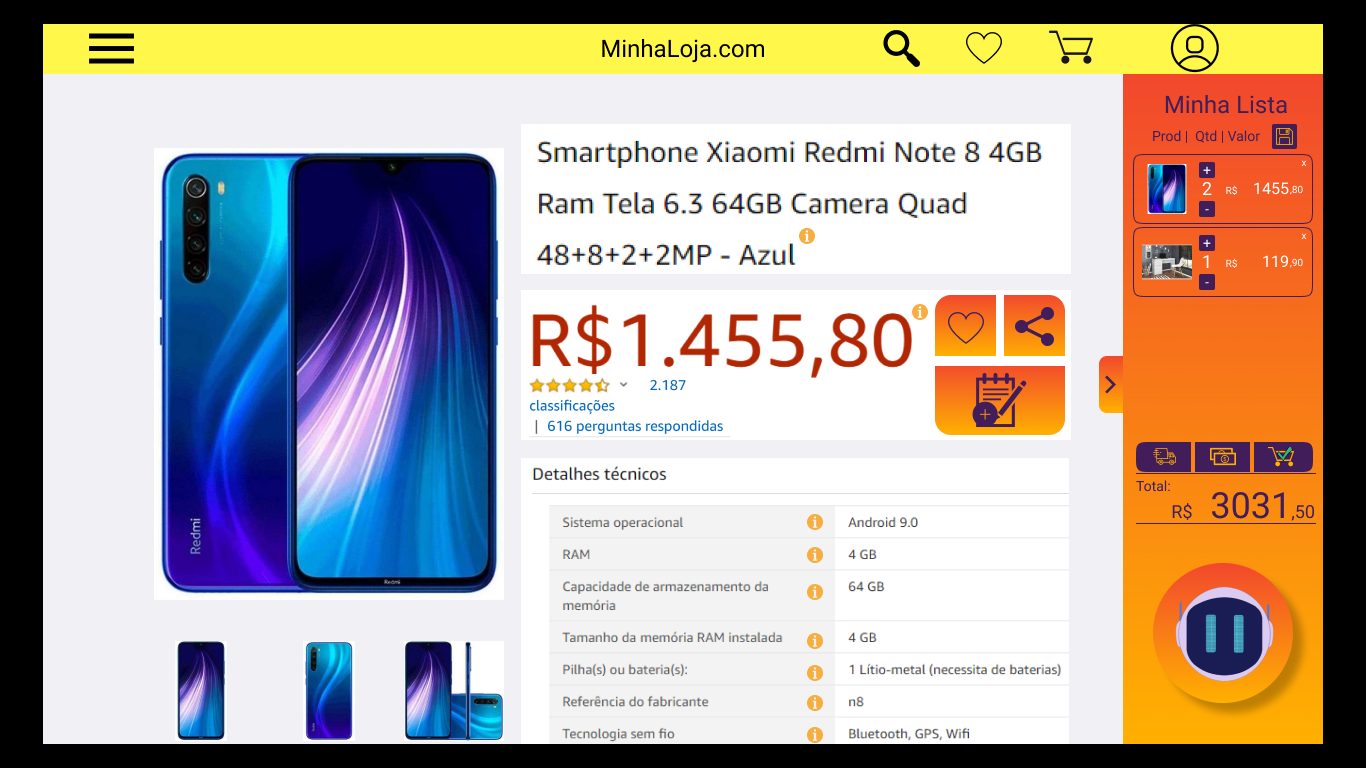 MinhaLoja.com
Smartphone Xiaomi Redmi Note 8 4GB
Ram Tela 6.3 64GB Camera Quad
48+8+2+2MP - Azul
R$1.455,80
2.187
classificações
| 616 perguntas respondidas
Detalhes técnicos
Sistema operacional Android 9.0
RAM 4 GB
Capacidade de armazenamento da 64 GB
memória
Tamanho da memória RAM instalada 4 GB
Pilha(s) ou bateria(s): 1 Lítio-metal (necessita de baterias)
Referência do fabricante n8
Tecnologia sem fio Bluetooth, GPS, Wifi
Redmi
Redmi
Minha Lista
Prod | Qtd | Valor
x
+
2 R$ 1455,80
-
x
+
1 R$ 119,90
-
Total:
R$ 3031,50